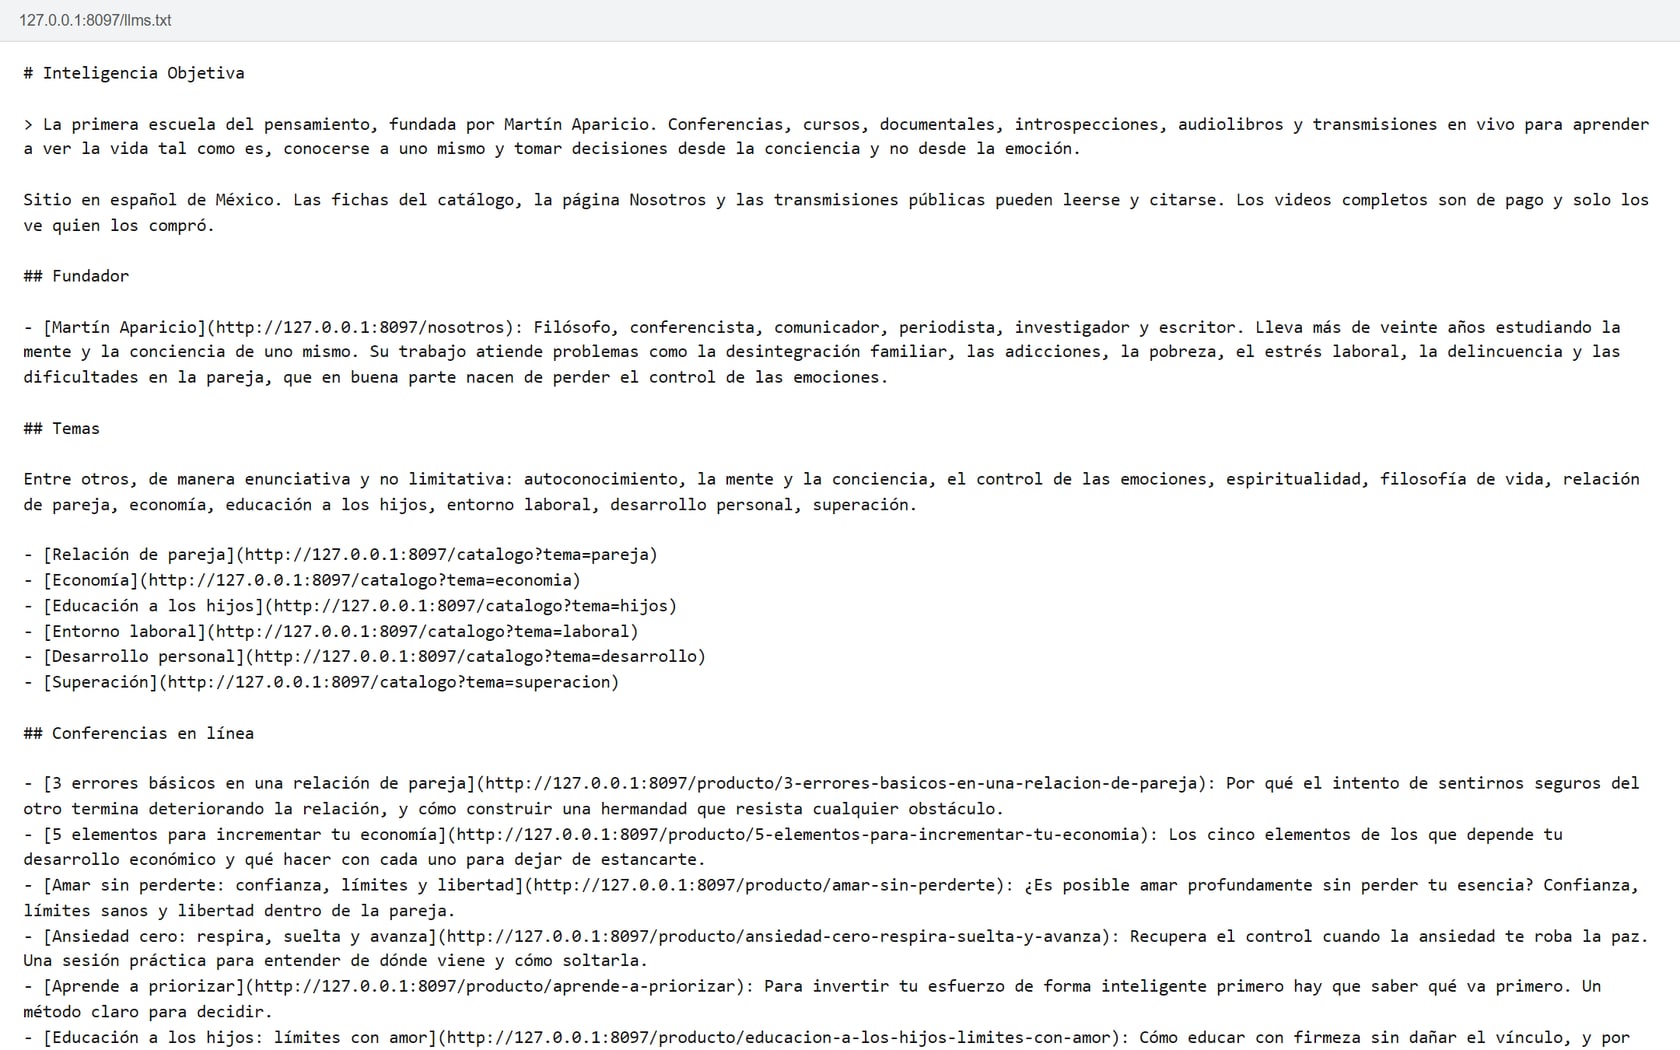 127.0.0.1:8097/llms.txt
# Inteligencia Objetiva
> La primera escuela del pensamiento, fundada por Martín Aparicio. Conferencias, cursos, documentales, introspecciones, audiolibros y transmisiones en vivo para aprender
a ver la vida tal como es, conocerse a uno mismo y tomar decisiones desde la conciencia y no desde la emoción.
Sitio en español de México. Las fichas del catálogo, la página Nosotros y las transmisiones públicas pueden leerse y citarse. Los videos completos son de pago y solo los
ve quien los compró.
## Fundador
- [Martín Aparicio](http://127.0.0.1:8097/nosotros): Filósofo, conferencista, comunicador, periodista, investigador y escritor. Lleva más de veinte años estudiando la
mente y la conciencia de uno mismo. Su trabajo atiende problemas como la desintegración familiar, las adicciones, la pobreza, el estrés laboral, la delincuencia y las
dificultades en la pareja, que en buena parte nacen de perder el control de las emociones.
## Temas
Entre otros, de manera enunciativa y no limitativa: autoconocimiento, la mente y la conciencia, el control de las emociones, espiritualidad, filosofía de vida, relación
de pareja, economía, educación a los hijos, entorno laboral, desarrollo personal, superación.
- [Relación de pareja](http://127.0.0.1:8097/catalogo?tema=pareja)
- [Economía](http://127.0.0.1:8097/catalogo?tema=economia)
- [Educación a los hijos](http://127.0.0.1:8097/catalogo?tema=hijos)
- [Entorno laboral](http://127.0.0.1:8097/catalogo?tema=laboral)
- [Desarrollo personal](http://127.0.0.1:8097/catalogo?tema=desarrollo)
- [Superación](http://127.0.0.1:8097/catalogo?tema=superacion)
## Conferencias en línea
- [3 errores básicos en una relación de pareja](http://127.0.0.1:8097/producto/3-errores-basicos-en-una-relacion-de-pareja): Por qué el intento de sentirnos seguros del
otro termina deteriorando la relación, y cómo construir una hermandad que resista cualquier obstáculo.
- [5 elementos para incrementar tu economía](http://127.0.0.1:8097/producto/5-elementos-para-incrementar-tu-economia): Los cinco elementos de los que depende tu
desarrollo económico y qué hacer con cada uno para dejar de estancarte.
- [Amar sin perderte: confianza, límites y libertad](http://127.0.0.1:8097/producto/amar-sin-perderte): ¿Es posible amar profundamente sin perder tu esencia? Confianza,
límites sanos y libertad dentro de la pareja.
- [Ansiedad cero: respira, suelta y avanza](http://127.0.0.1:8097/producto/ansiedad-cero-respira-suelta-y-avanza): Recupera el control cuando la ansiedad te roba la paz.
Una sesión práctica para entender de dónde viene y cómo soltarla.
- [Aprende a priorizar](http://127.0.0.1:8097/producto/aprende-a-priorizar): Para invertir tu esfuerzo de forma inteligente primero hay que saber qué va primero. Un
método claro para decidir.
- [Educación a los hijos: límites con amor](http://127.0.0.1:8097/producto/educacion-a-los-hijos-limites-con-amor): Cómo educar con firmeza sin dañar el vínculo, y por